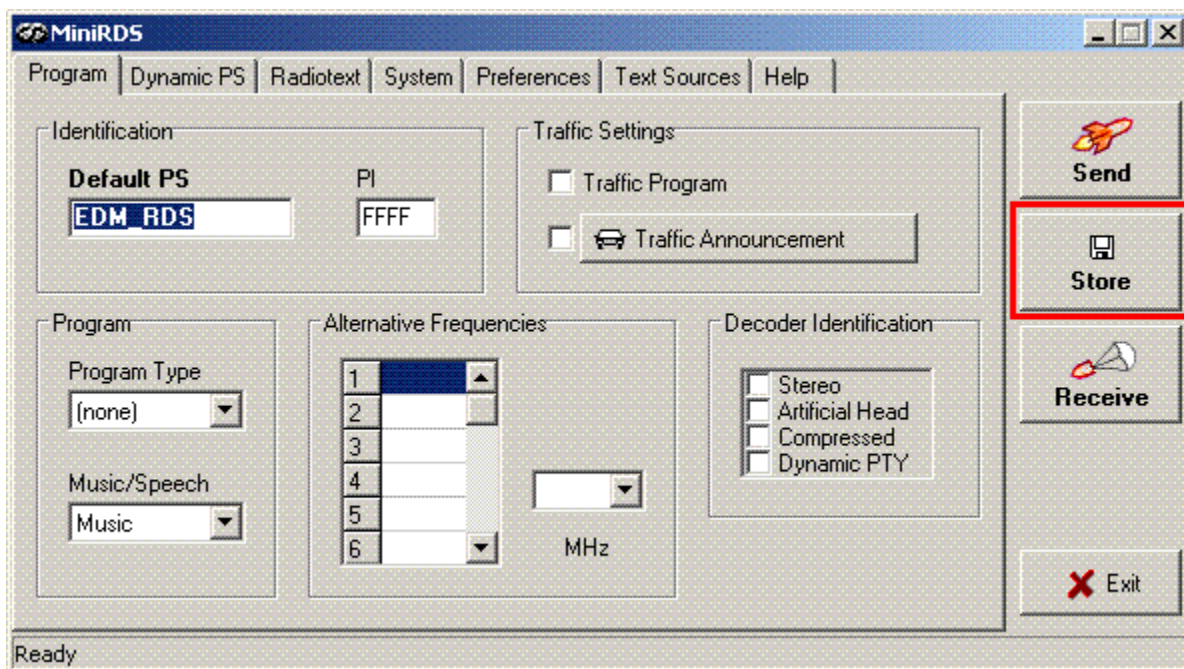 MiniRDS
Program Dynamic PS Radiotext System Preferences Text Sources Help
Identification
Default PS PI
EDM_RDS FFFF
Traffic Settings
Traffic Program
Traffic Announcement
Program
Program Type
(none)
Music/Speech
Music
Alternative Frequencies
1
2
3
4
5
6
MHz
Decoder Identification
Stereo
Artificial Head
Compressed
Dynamic PTY
Send
Store
Receive
Exit
Ready